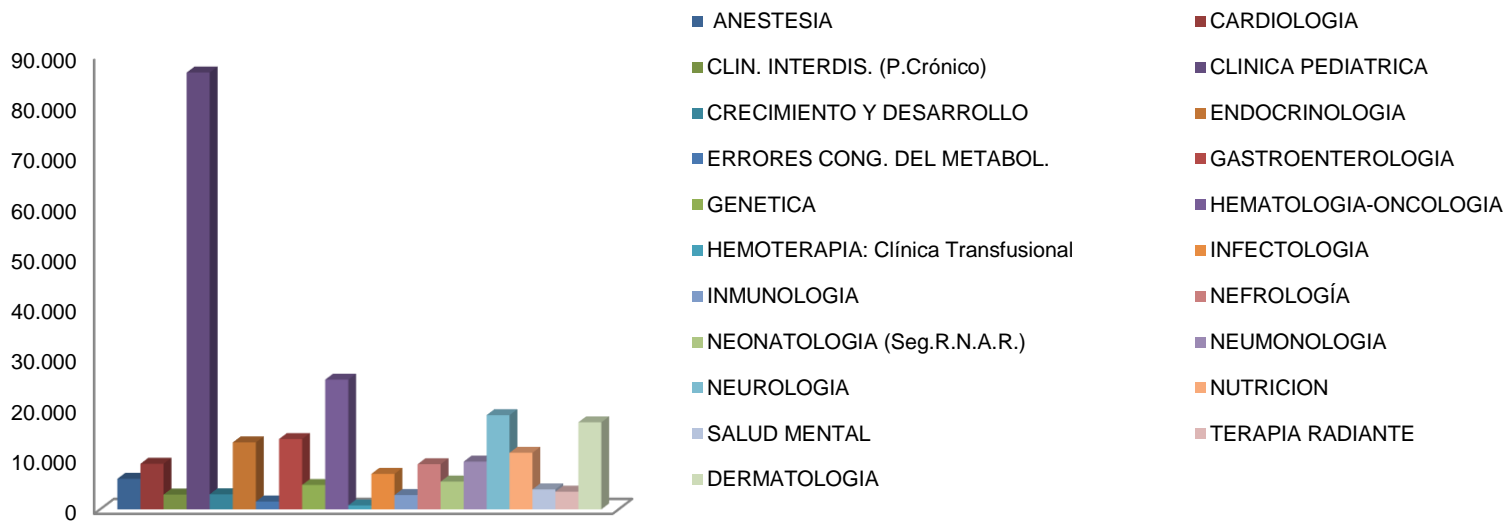 90.000
80.000
70.000
60.000
50.000
40.000
30.000
20.000
10.000
0
ANESTESIA
CARDIOLOGIA
CLIN. INTERDIS. (P.Crónico)
CLINICA PEDIATRICA
CRECIMIENTO Y DESARROLLO
ENDOCRINOLOGIA
ERRORES CONG. DEL METABOL.
GASTROENTEROLOGIA
GENETICA
HEMATOLOGIA-ONCOLOGIA
HEMOTERAPIA: Clínica Transfusional
INFECTOLOGIA
INMUNOLOGIA
NEFROLOGÍA
NEONATOLOGIA (Seg.R.N.A.R.)
NEUMONOLOGIA
NEUROLOGIA
NUTRICION
SALUD MENTAL
TERAPIA RADIANTE
DERMATOLOGIA